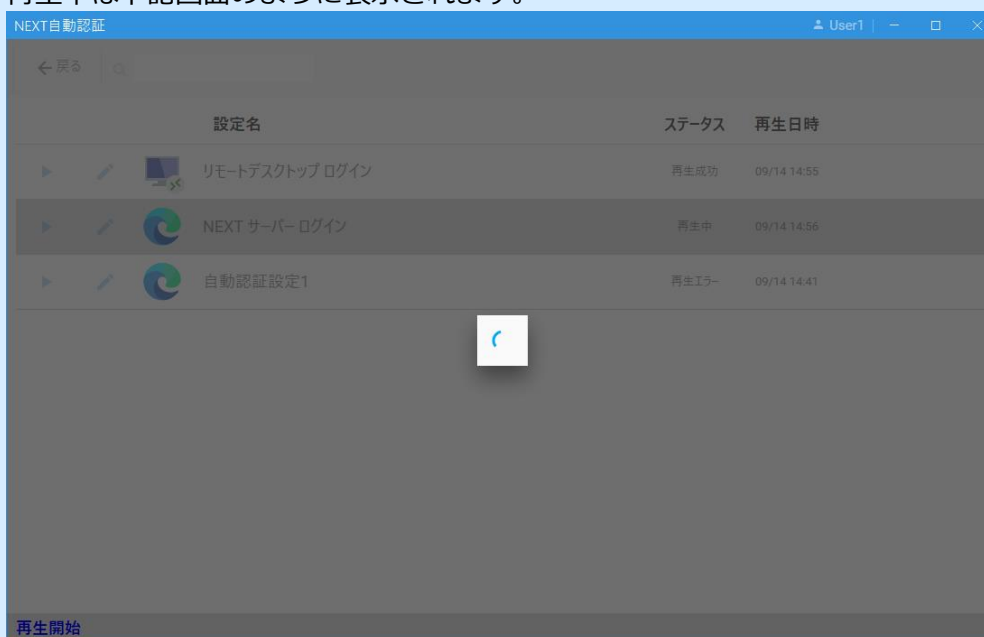 再生中は下記画面のように表示されます。
NEXT自動認証 User1
戻る
設定名 ステータス 再生日時
リモートデスクトップ ログイン 再生成功 09/14 14:55
NEXT サーバー ログイン 再生中 09/14 14:56
自動認証設定1 再生エラー 09/14 14:41
再生開始